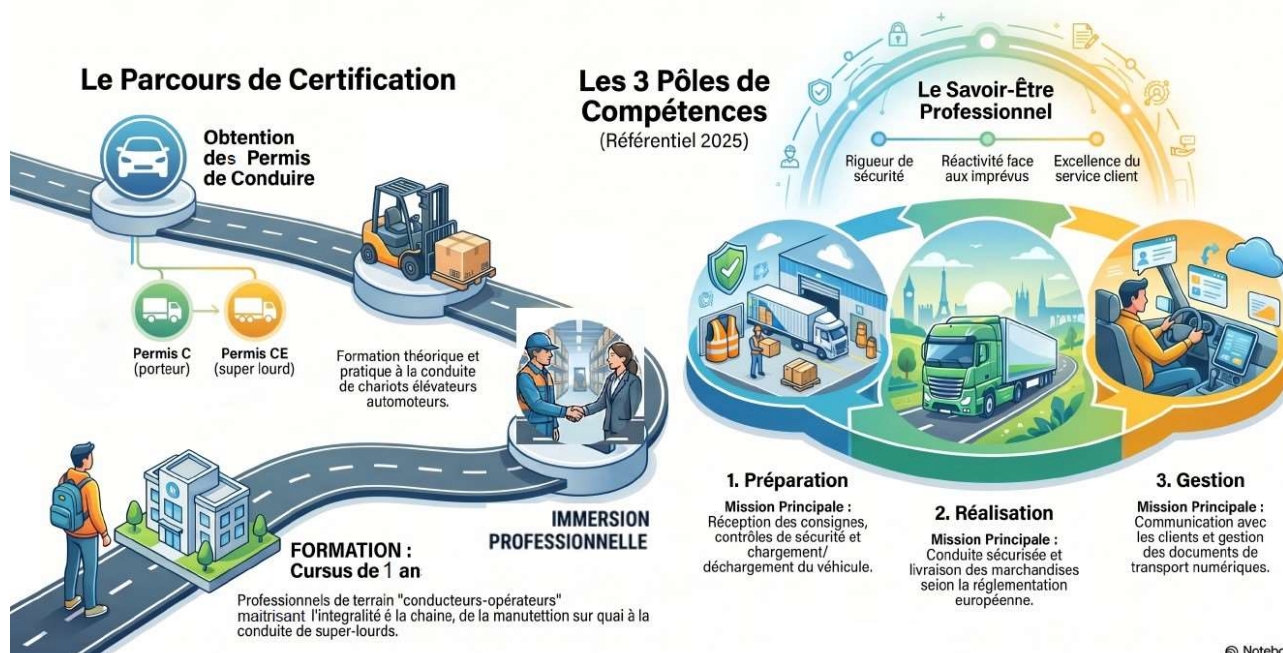 Le Parcours de Certification
Obtention
des Permis
de Conduire
Permis C
(porteur)
Permis CE
(super lourd)
Formation théorique et
pratique à la conduite
de chariots élévateurs
automoteurs.
IMMERSION
PROFESSIONNELLE
FORMATION :
Cursus de 1 an
Professionnels de terrain "conducteurs-opérateurs"
maitrisant l'integralité é la chaine, de la manutettion sur quai à la
conduite de super-lourds.
Les 3 Pôles de
Compétences
(Référentiel 2025)
Le Savoir-Être
Professionnel
Rigueur de
sécurité
Réactivité face
aux imprévus
Excellence du
service client
1. Préparation
Mission Principale :
Réception des consignes,
contrôles de sécurité et
chargement/
déchargement du véhicule.
2. Réalisation
Mission Principale :
Conduite sécurisée et
livraison des marchandises
selon la réglementation
européenne.
3. Gestion
Mission Principale :
Communication avec
les clients et gestion
des documents de
transport numériques.
Notebo